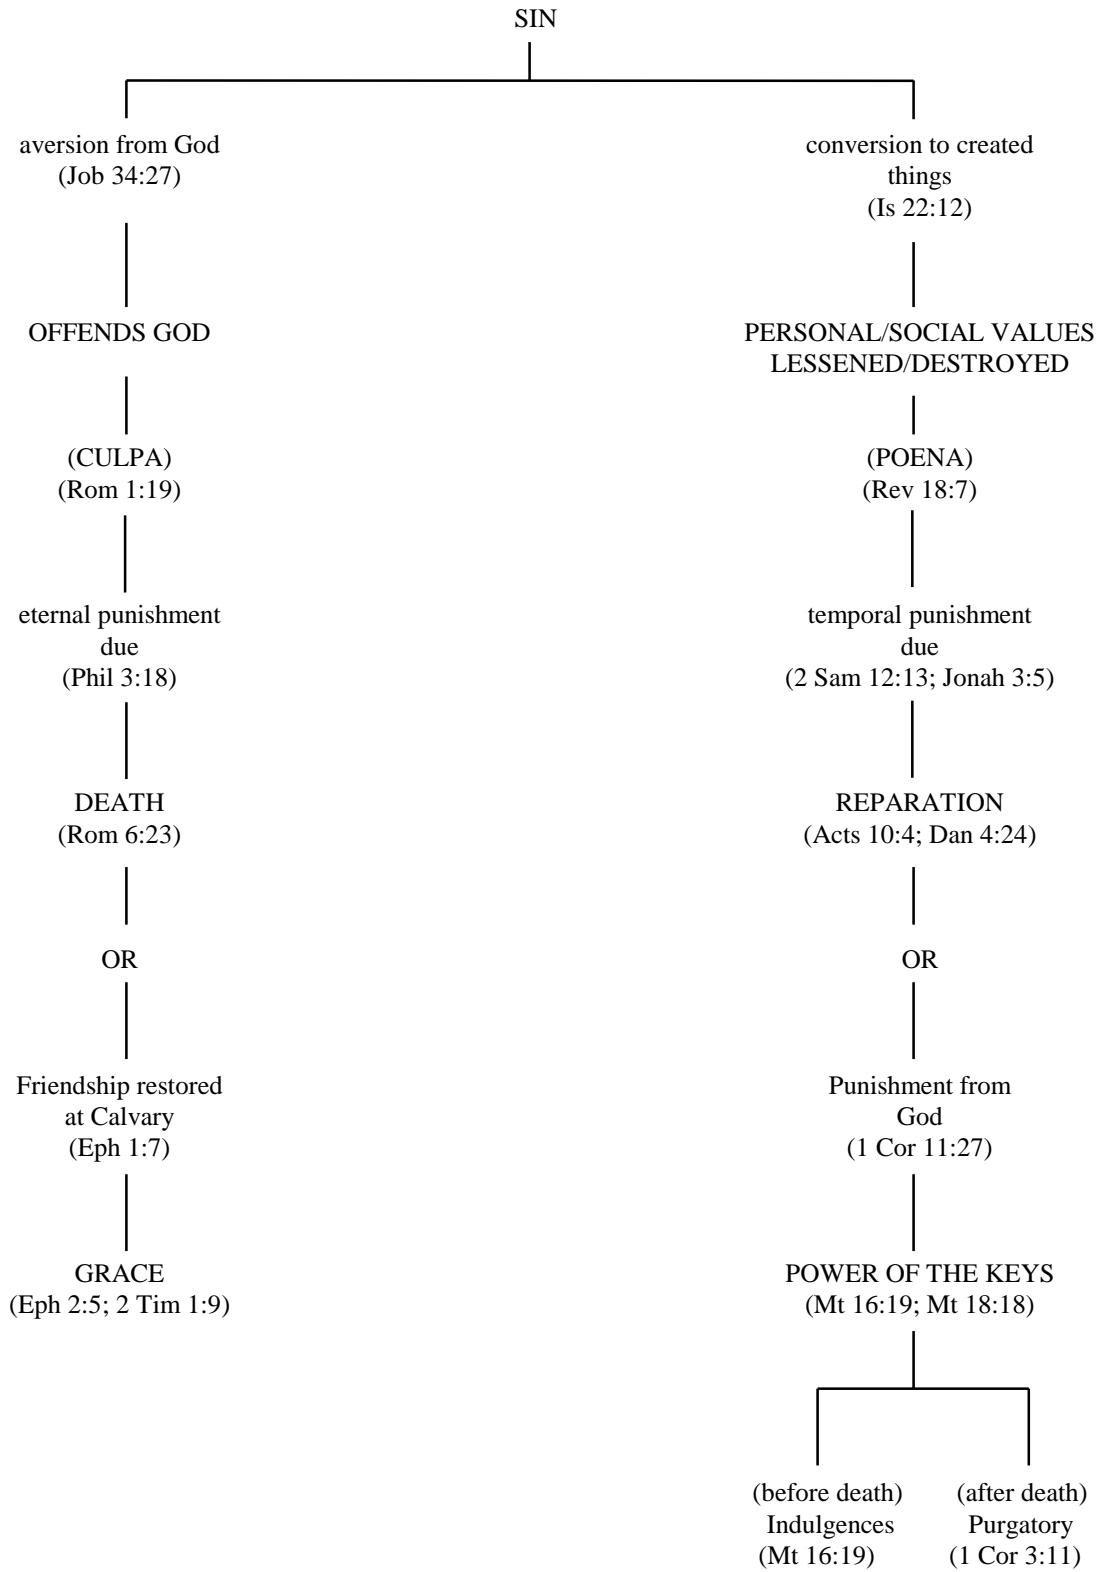 SIN
aversion from God
(Job 34:27)
conversion to created
things
(Is 22:12)
OFFENDS GOD
PERSONAL/SOCIAL VALUES
LESSENED/DESTROYED
(CULPA)
(Rom 1:19)
(POENA)
(Rev 18:7)
eternal punishment
due
(Phil 3:18)
temporal punishment
due
(2 Sam 12:13; Jonah 3:5)
DEATH
(Rom 6:23)
REPARATION
(Acts 10:4; Dan 4:24)
OR
OR
Friendship restored
at Calvary
(Eph 1:7)
Punishment from
God
(1 Cor 11:27)
GRACE
(Eph 2:5; 2 Tim 1:9)
POWER OF THE KEYS
(Mt 16:19; Mt 18:18)
(before death)
Indulgences
(Mt 16:19)
(after death)
Purgatory
(1 Cor 3:11)